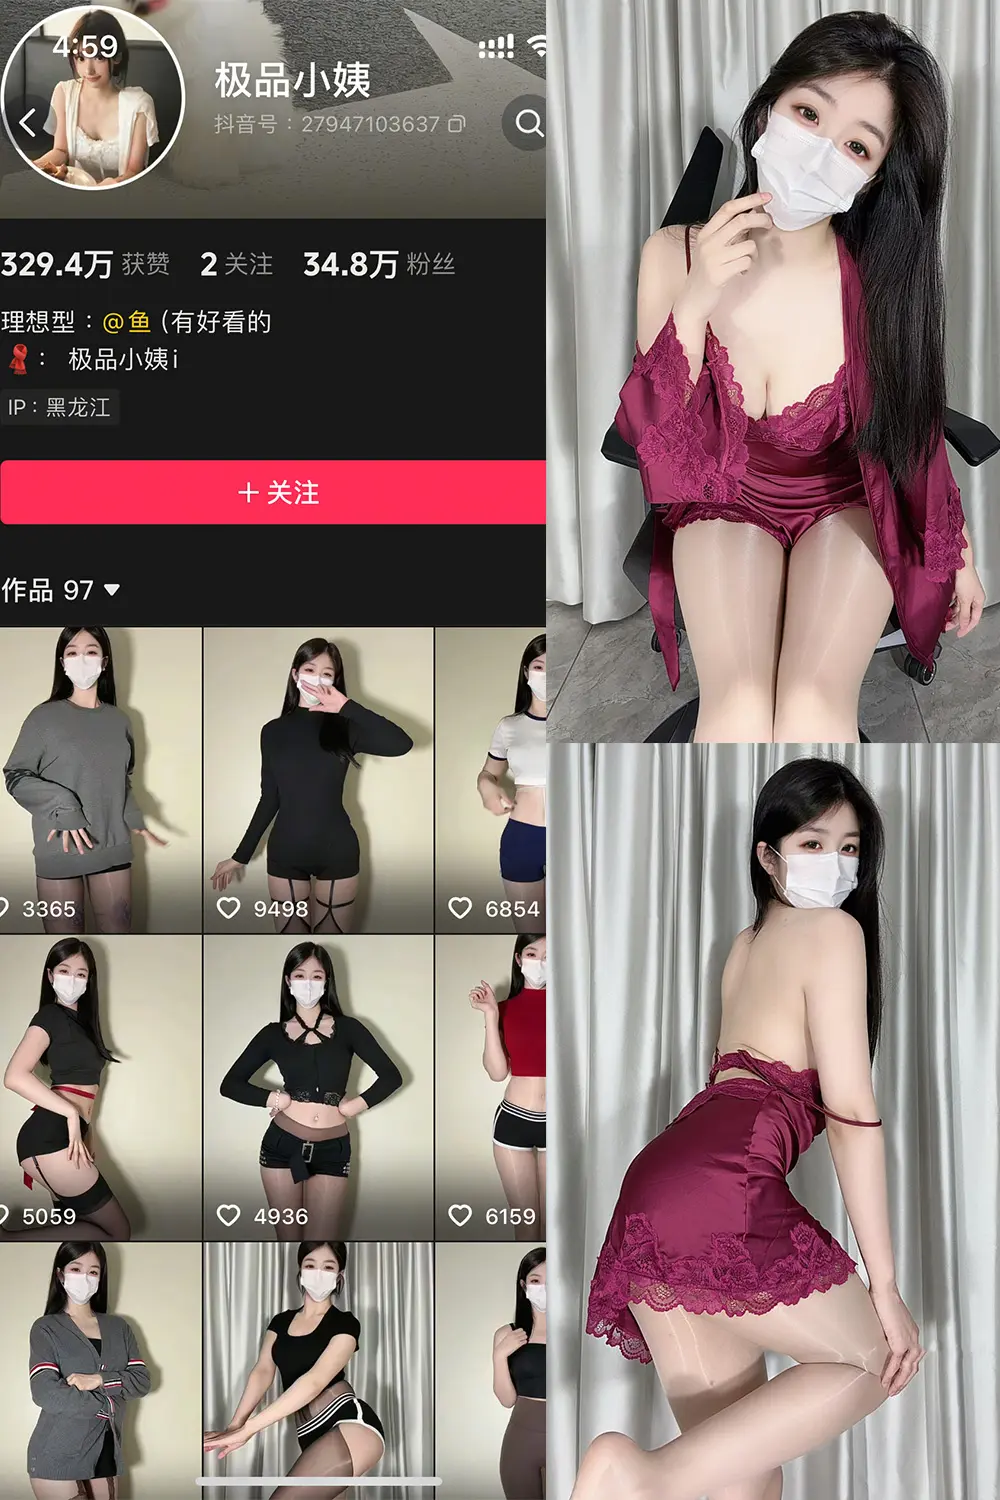 4:59
极品小姨
抖音号：27947103637
329.4万 获赞 2 关注 34.8万 粉丝
理想型：@鱼 (有好看的
： 极品小姨i
IP：黑龙江
+ 关注
作品 97
3365 9498 6854
5059 4936 6159